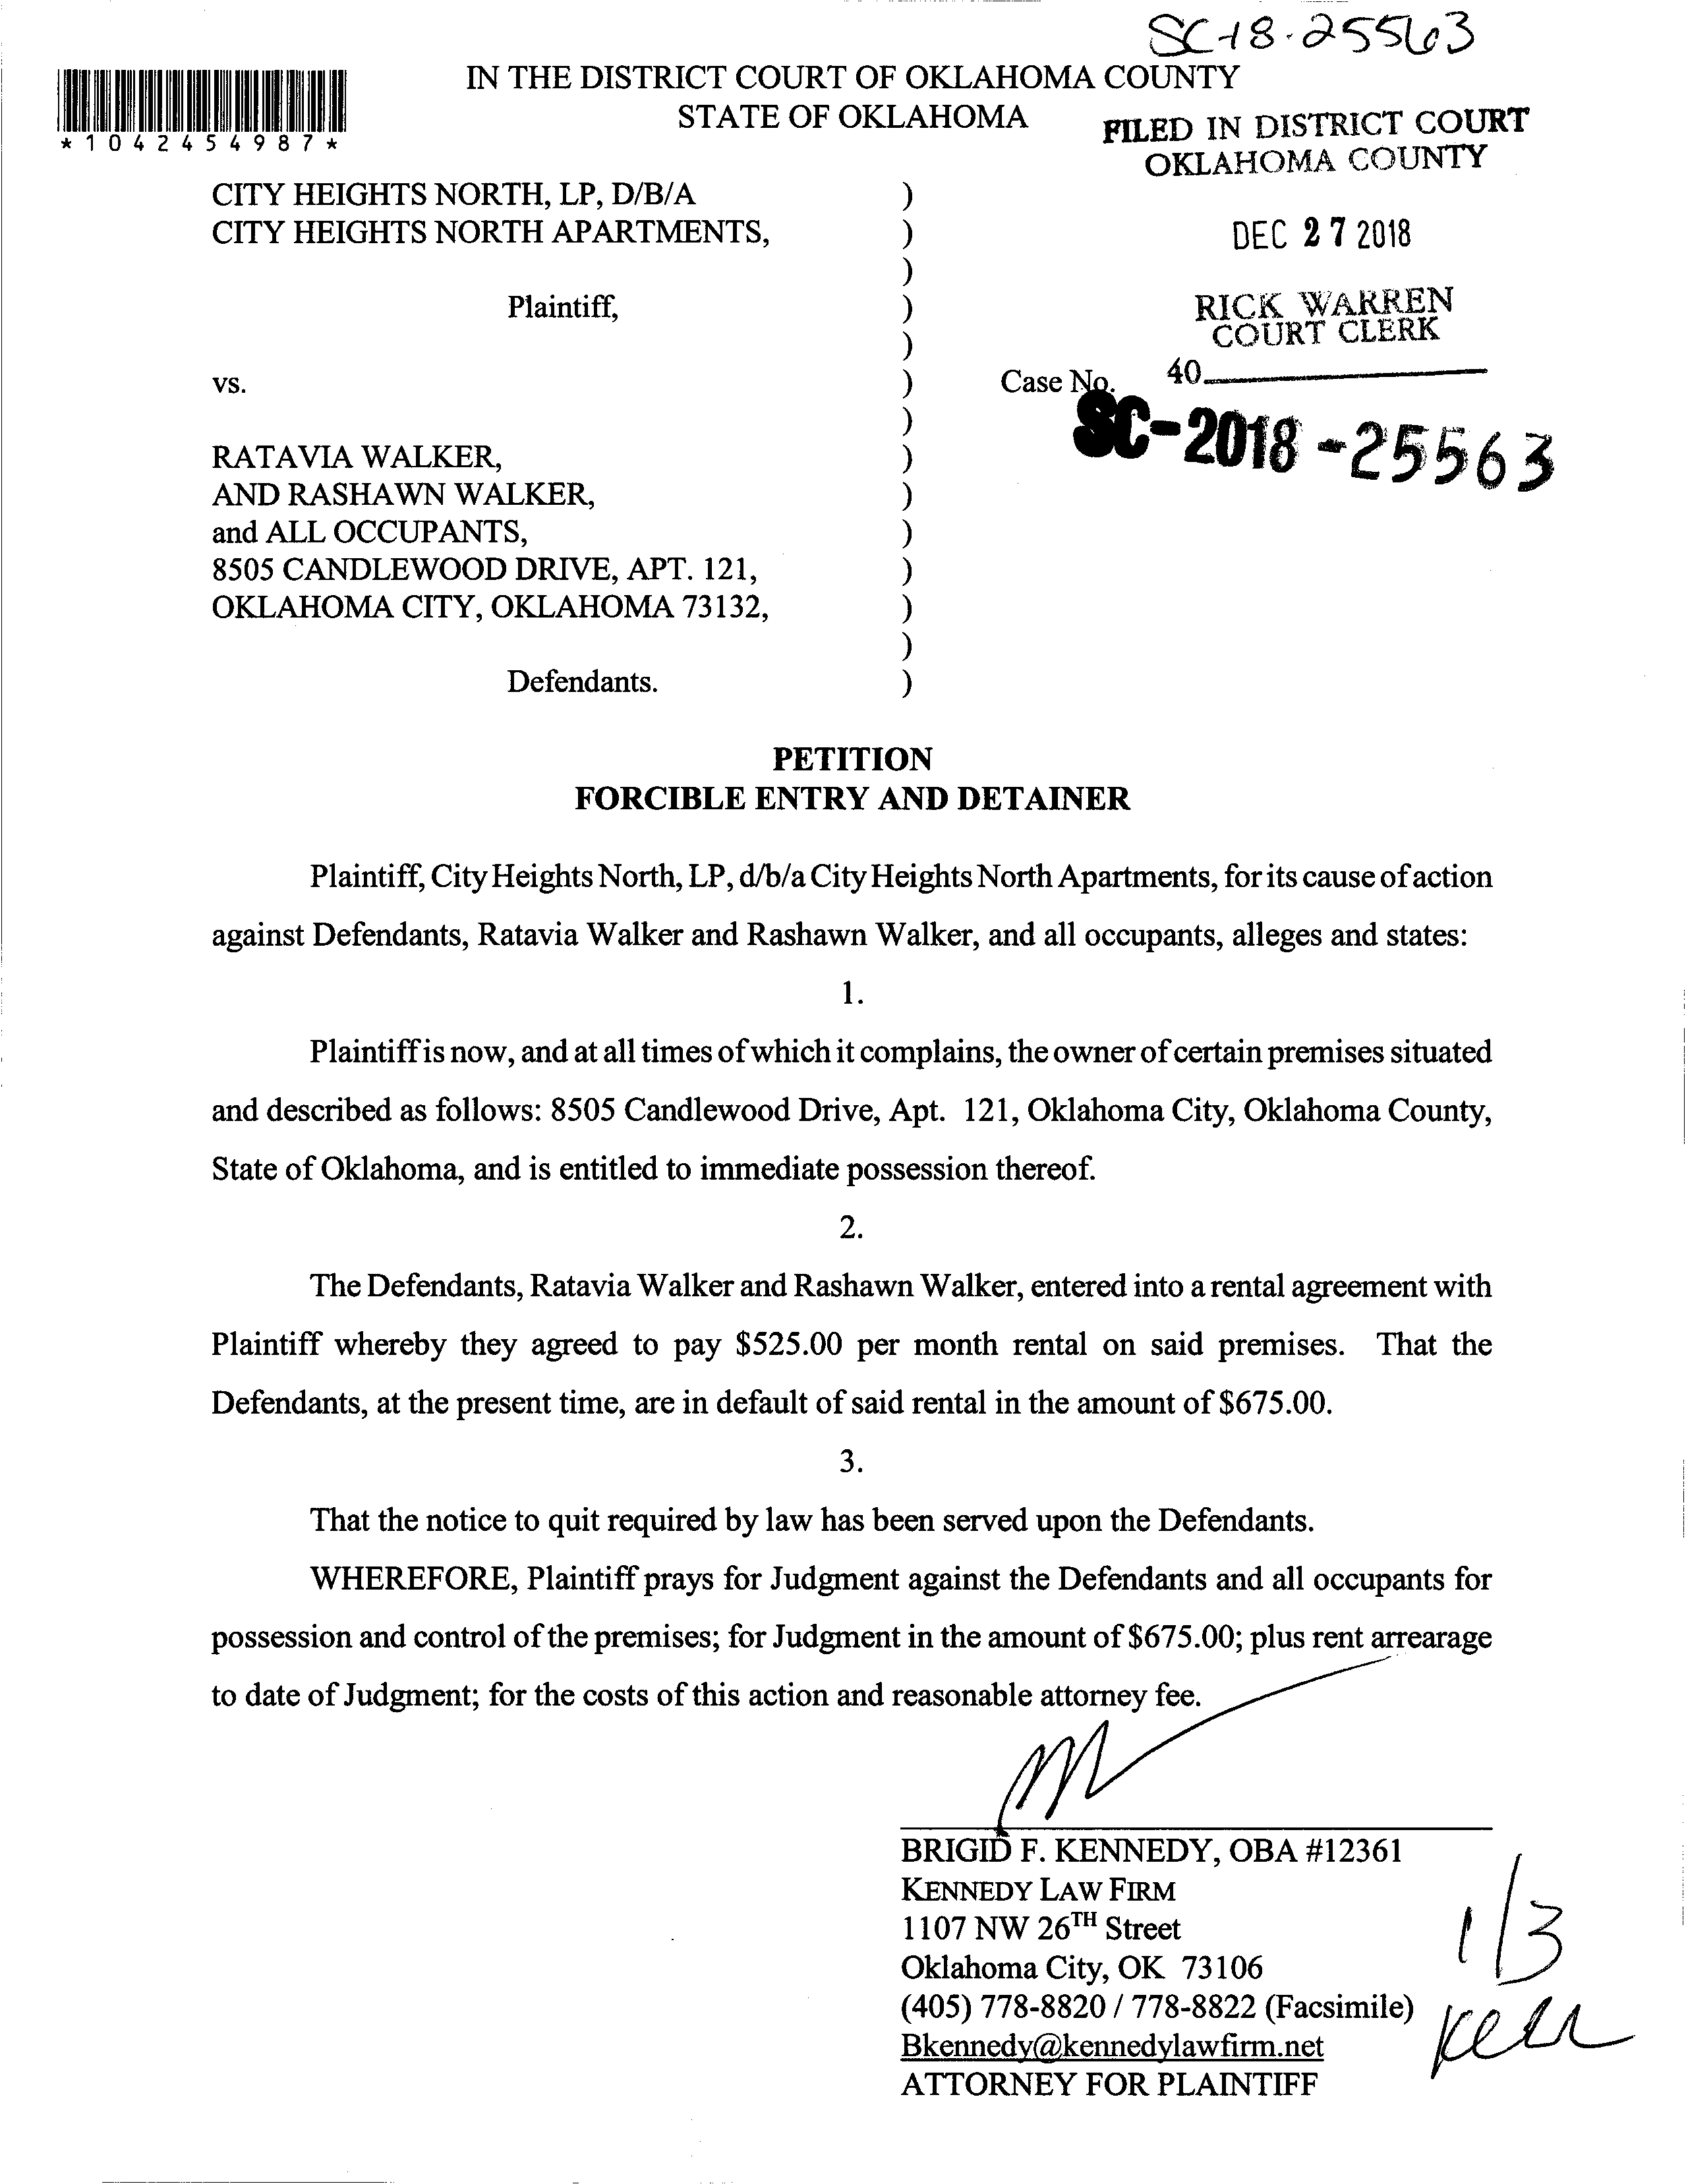 SC-18-25563
IN THE DISTRICT COURT OF OKLAHOMA COUNTY
STATE OF OKLAHOMA
*1042454987*
FILED IN DISTRICT COURT
OKLAHOMA COUNTY
DEC 27 2018
RICK WARREN
COURT CLERK
40
CITY HEIGHTS NORTH, LP, D/B/A )
CITY HEIGHTS NORTH APARTMENTS, )
)
Plaintiff, )
)
vs. ) Case No. SC-2018-25563
)
RATAVIA WALKER, )
AND RASHAWN WALKER, )
and ALL OCCUPANTS, )
8505 CANDLEWOOD DRIVE, APT. 121, )
OKLAHOMA CITY, OKLAHOMA 73132, )
)
Defendants. )
PETITION
FORCIBLE ENTRY AND DETAINER
Plaintiff, City Heights North, LP, d/b/a City Heights North Apartments, for its cause of action
against Defendants, Ratavia Walker and Rashawn Walker, and all occupants, alleges and states:
1.
Plaintiff is now, and at all times of which it complains, the owner of certain premises situated
and described as follows: 8505 Candlewood Drive, Apt. 121, Oklahoma City, Oklahoma County,
State of Oklahoma, and is entitled to immediate possession thereof.
2.
The Defendants, Ratavia Walker and Rashawn Walker, entered into a rental agreement with
Plaintiff whereby they agreed to pay $525.00 per month rental on said premises. That the
Defendants, at the present time, are in default of said rental in the amount of $675.00.
3.
That the notice to quit required by law has been served upon the Defendants.
WHEREFORE, Plaintiff prays for Judgment against the Defendants and all occupants for
possession and control of the premises; for Judgment in the amount of $675.00; plus rent arrearage
to date of Judgment; for the costs of this action and reasonable attorney fee.
BRIGID F. KENNEDY, OBA #12361
KENNEDY LAW FIRM
1107 NW 26TH Street
Oklahoma City, OK 73106
(405) 778-8820 / 778-8822 (Facsimile)
Bkennedy@kennedylawfirm.net
ATTORNEY FOR PLAINTIFF
1/3